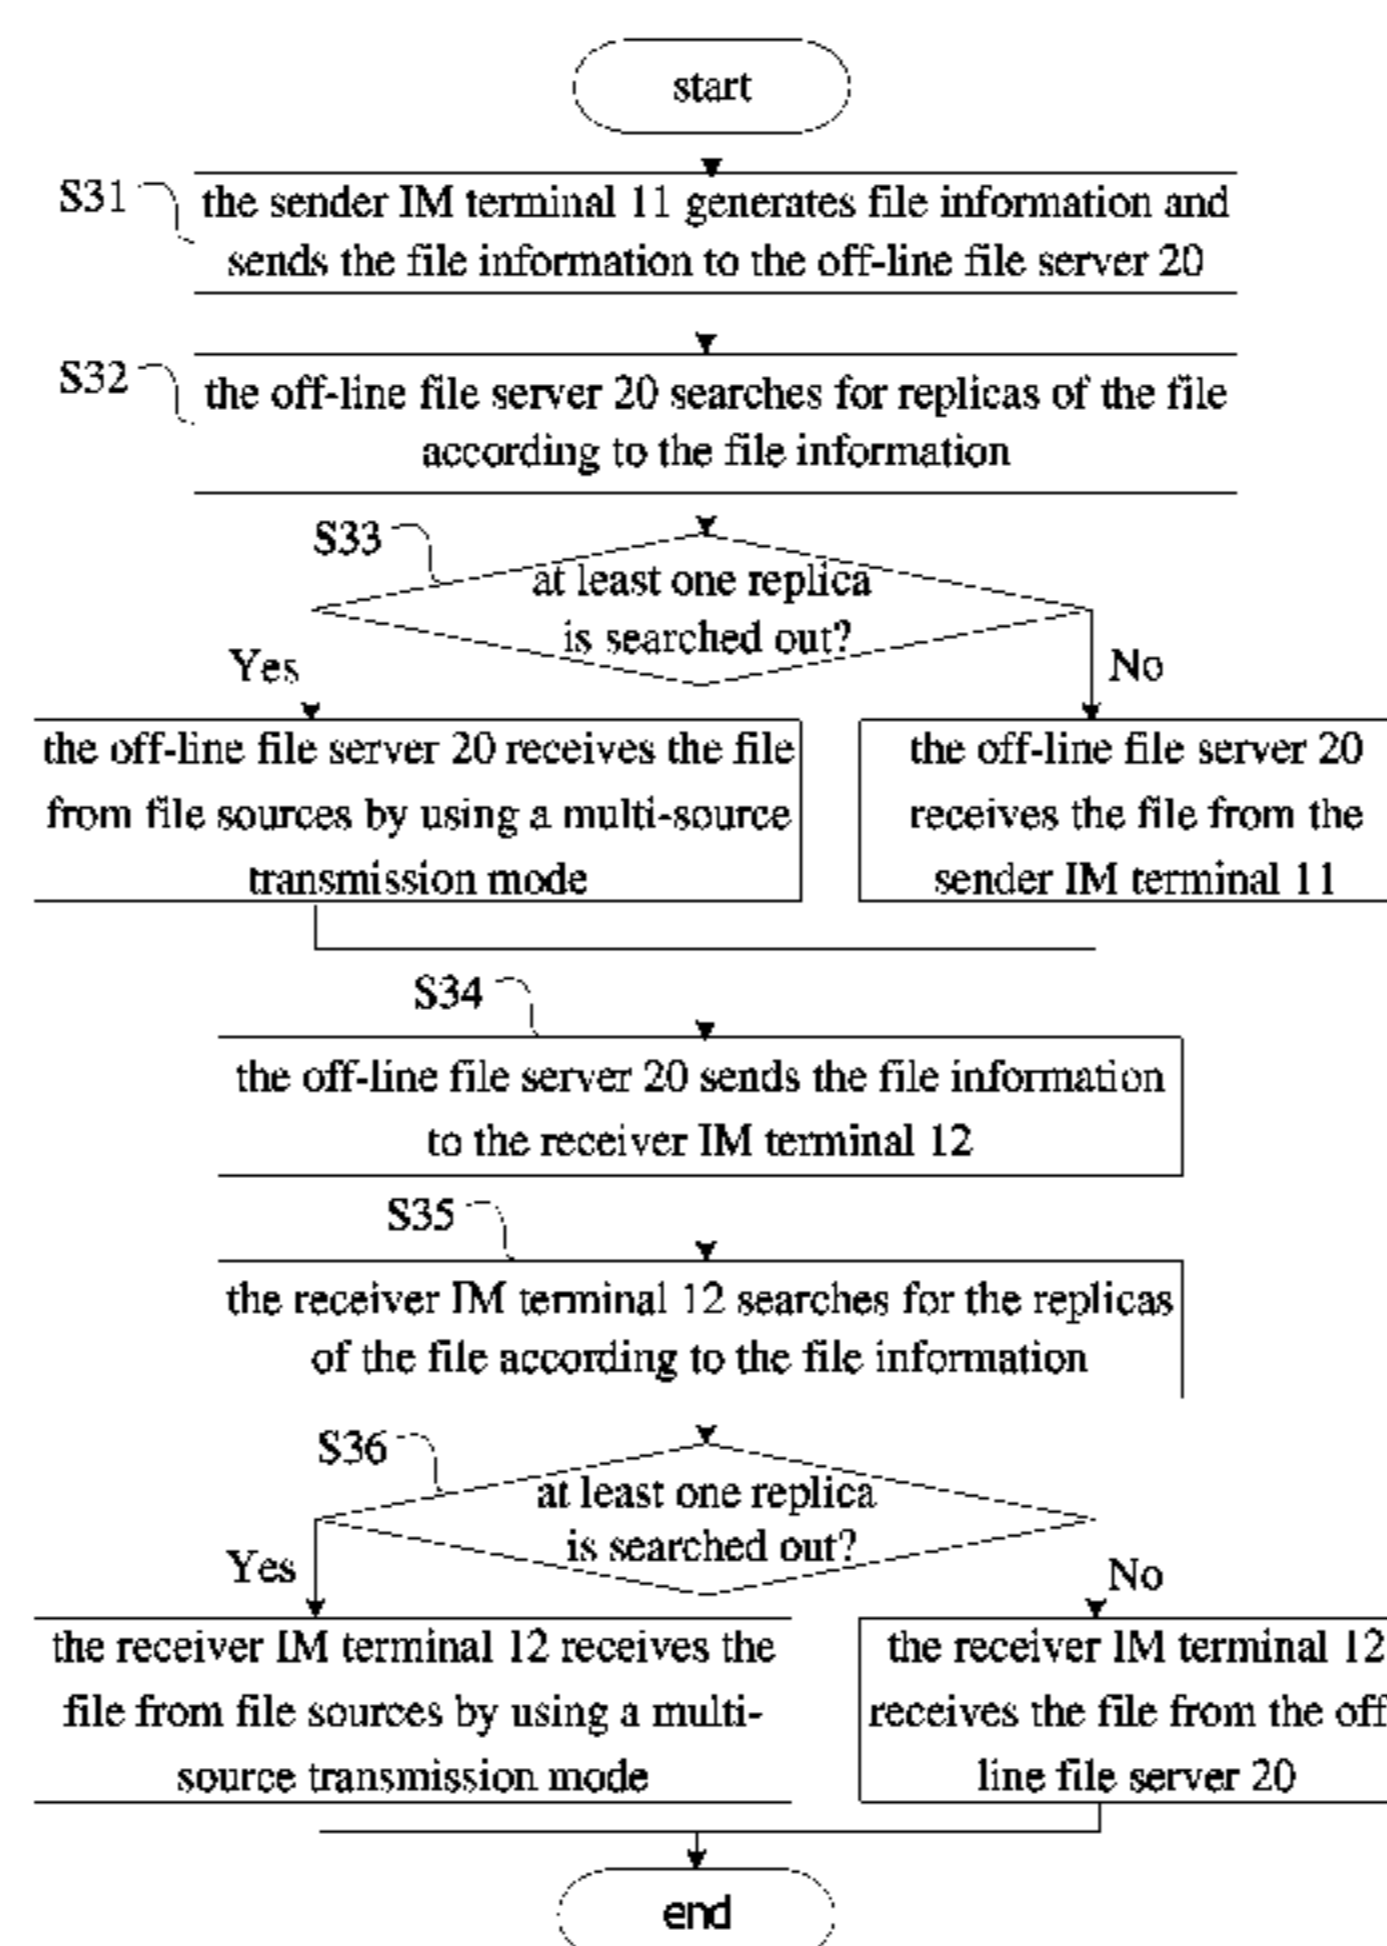 start
S31
the sender IM terminal 11 generates file information and
sends the file information to the off-line file server 20
S32
the off-line file server 20 searches for replicas of the file
according to the file information
S33
at least one replica
is searched out?
Yes
No
the off-line file server 20 receives the file
from file sources by using a multi-source
transmission mode
the off-line file server 20
receives the file from the
sender IM terminal 11
S34
the off-line file server 20 sends the file information
to the receiver IM terminal 12
S35
the receiver IM terminal 12 searches for the replicas
of the file according to the file information
S36
at least one replica
is searched out?
Yes
No
the receiver IM terminal 12 receives the
file from file sources by using a multi-
source transmission mode
the receiver IM terminal 12
receives the file from the off
line file server 20
end